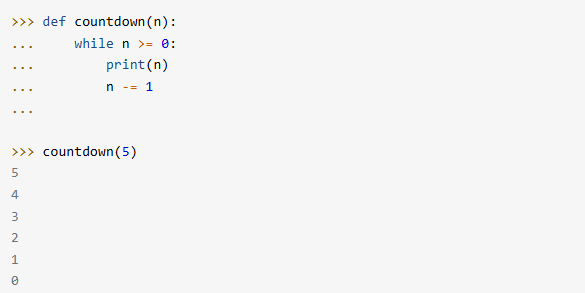 >>> def countdown(n):
...     while n >= 0:
...         print(n)
...         n -= 1
...
>>> countdown(5)
5
4
3
2
1
0